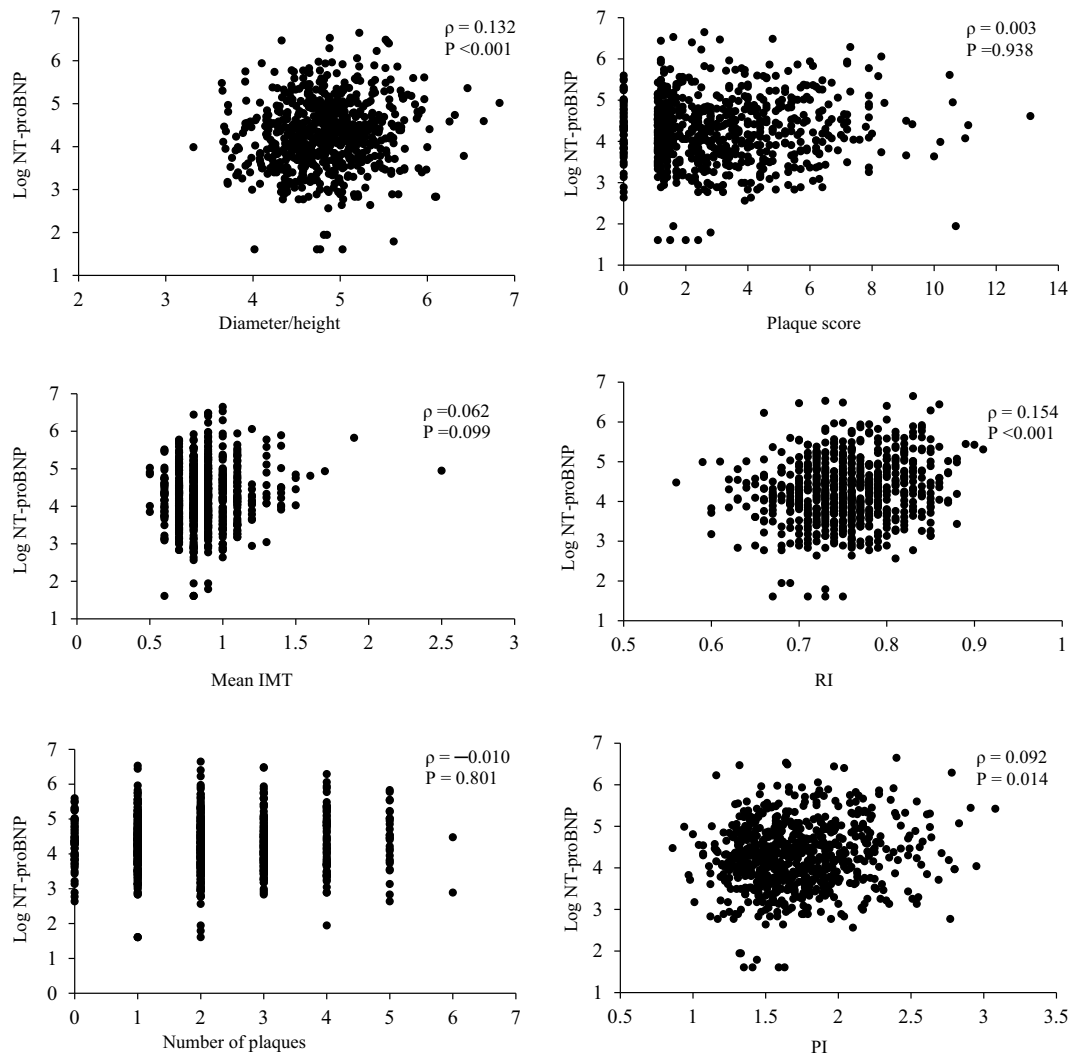 7
6
5
4
3
2
1
Log NT-proBNP
ρ = 0.132
P <0.001
2 3 4 5 6 7
Diameter/height
7
6
5
4
3
2
1
Log NT-proBNP
ρ = 0.003
P =0.938
0 2 4 6 8 10 12 14
Plaque score
7
6
5
4
3
2
1
Log NT-proBNP
ρ =0.062
P =0.099
0 0.5 1 1.5 2 2.5 3
Mean IMT
7
6
5
4
3
2
1
Log NT-proBNP
ρ = 0.154
P <0.001
0.5 0.6 0.7 0.8 0.9 1
RI
7
6
5
4
3
2
1
0
Log NT-proBNP
ρ = −0.010
P = 0.801
0 1 2 3 4 5 6 7
Number of plaques
7
6
5
4
3
2
1
Log NT-proBNP
ρ = 0.092
P = 0.014
0.5 1 1.5 2 2.5 3 3.5
PI